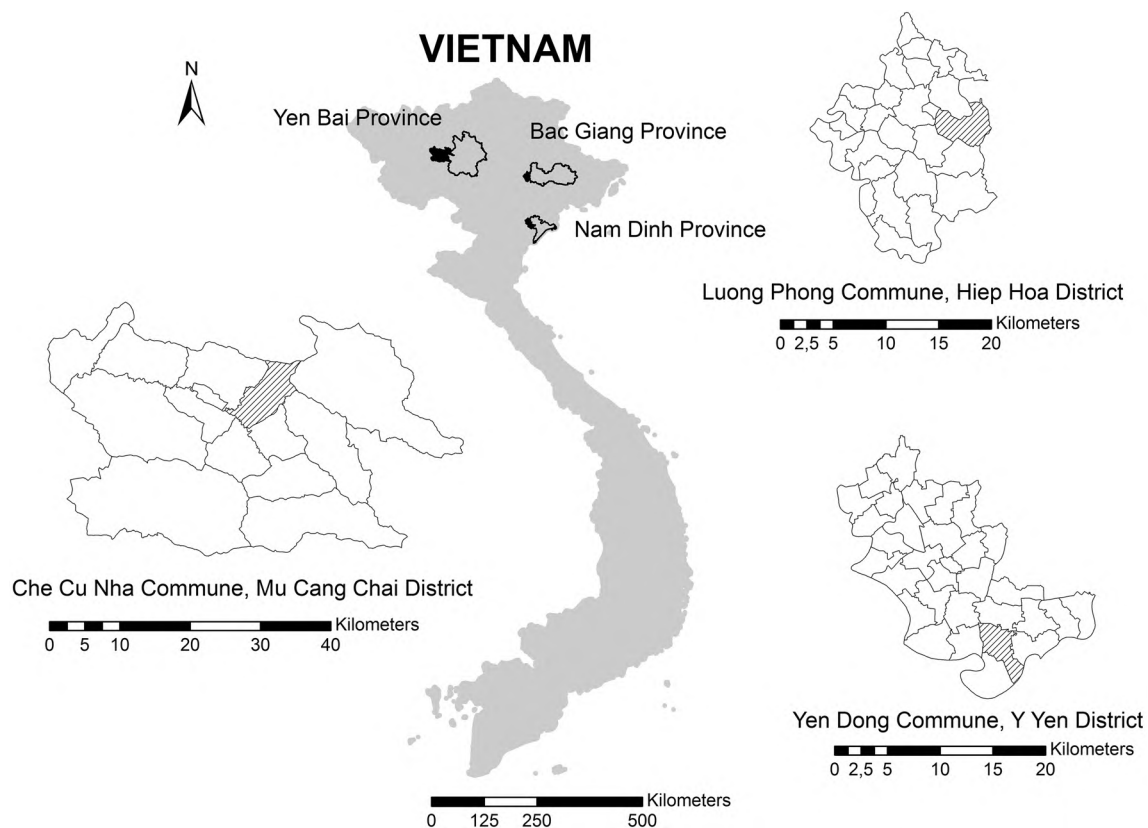 VIETNAM
N
Yen Bai Province
Bac Giang Province
Nam Dinh Province
Luong Phong Commune, Hiep Hoa District
Kilometers
0 2,5 5 10 15 20
Che Cu Nha Commune, Mu Cang Chai District
Kilometers
0 5 10 20 30 40
Yen Dong Commune, Y Yen District
Kilometers
0 2,5 5 10 15 20
Kilometers
0 125 250 500